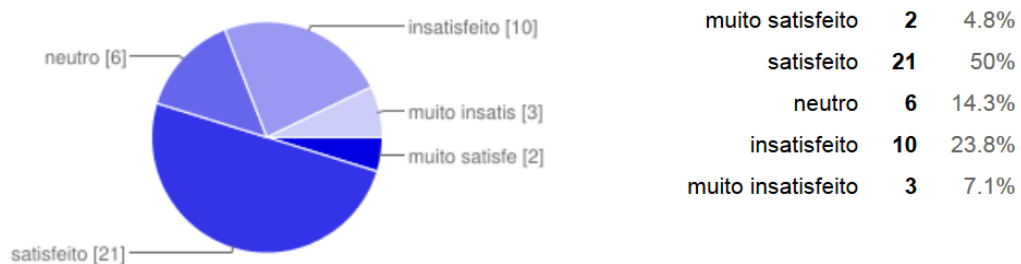 insatisfeito [10]
neutro [6]
muito insatis [3]
muito satisfe [2]
satisfeito [21]
muito satisfeito 2 4.8%
satisfeito 21 50%
neutro 6 14.3%
insatisfeito 10 23.8%
muito insatisfeito 3 7.1%